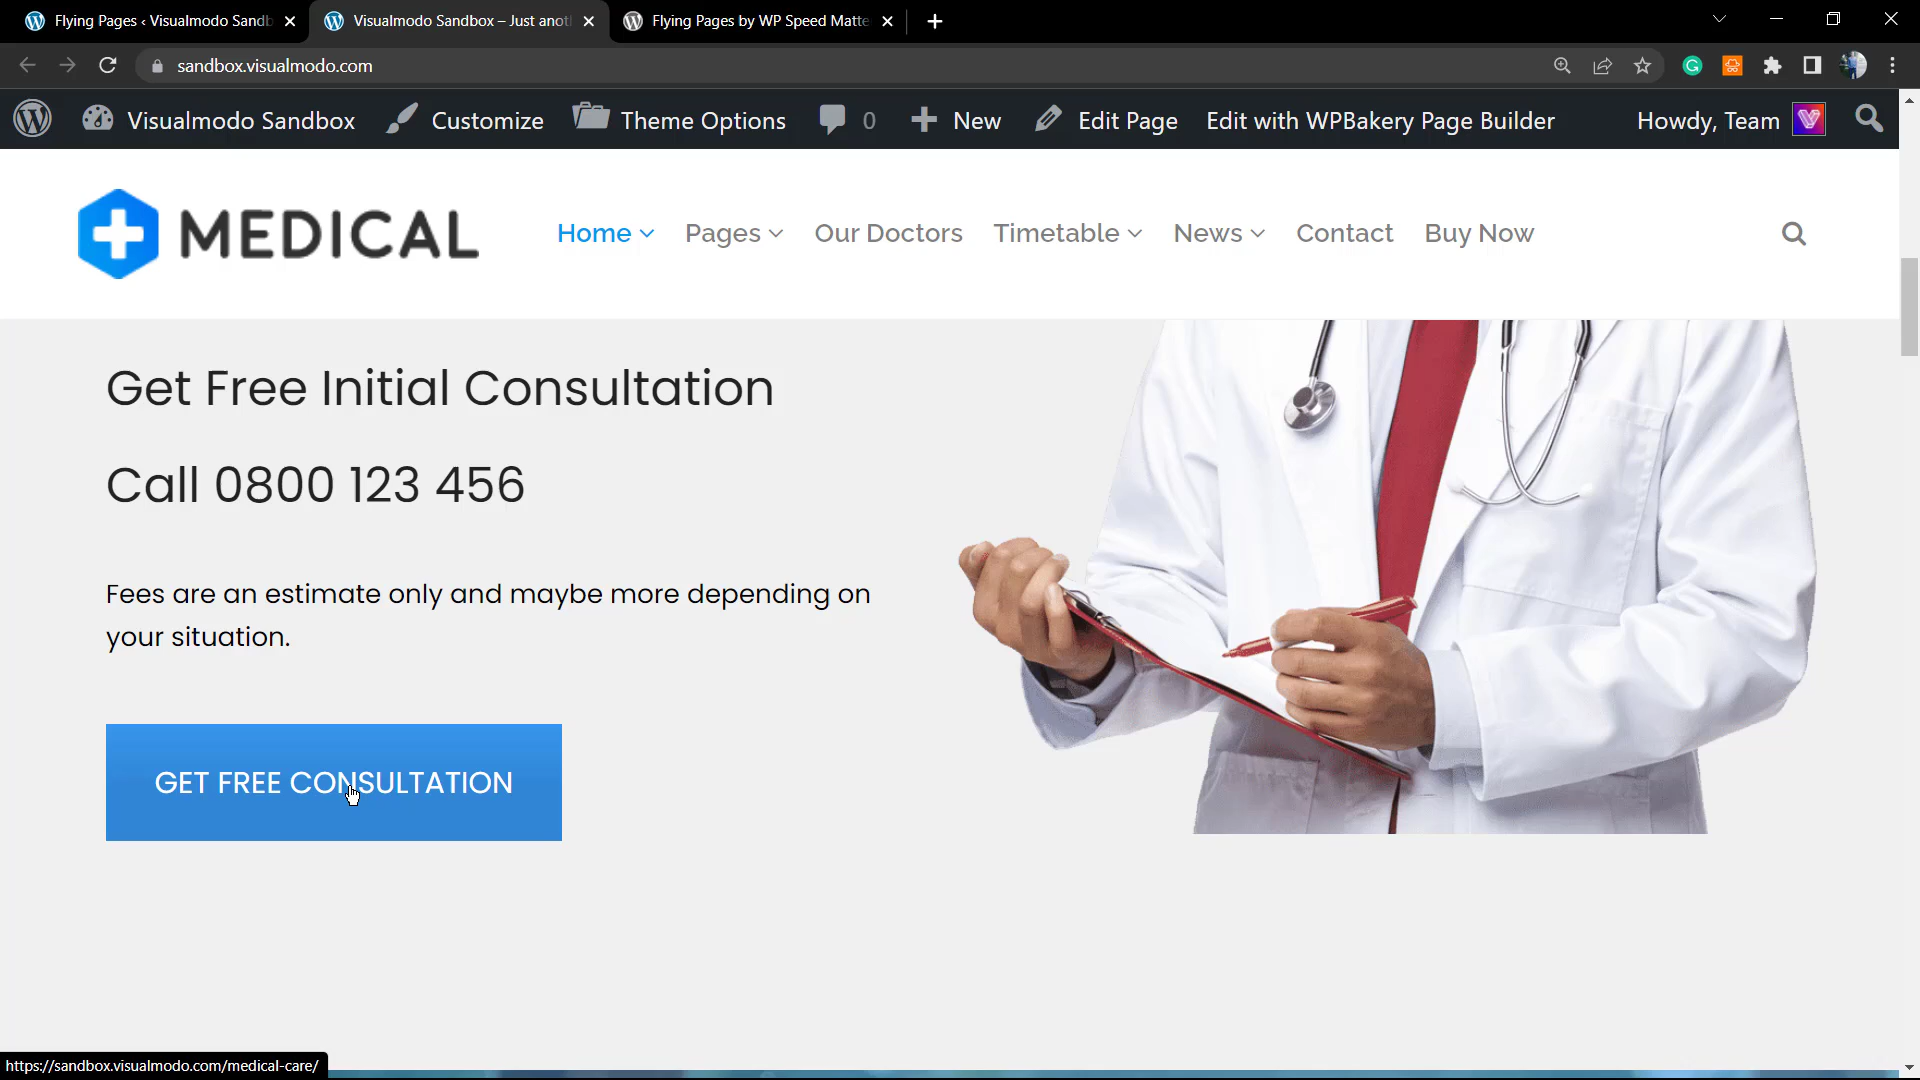 Flying Pages ‹ Visualmodo Sandb
Visualmodo Sandbox – Just anot
Flying Pages by WP Speed Matte
sandbox.visualmodo.com
Visualmodo Sandbox
Customize
Theme Options
0
New
Edit Page
Edit with WPBakery Page Builder
Howdy, Team
MEDICAL
Home
Pages
Our Doctors
Timetable
News
Contact
Buy Now
Get Free Initial Consultation
Call 0800 123 456
Fees are an estimate only and maybe more depending on
your situation.
GET FREE CONSULTATION
https://sandbox.visualmodo.com/medical-care/